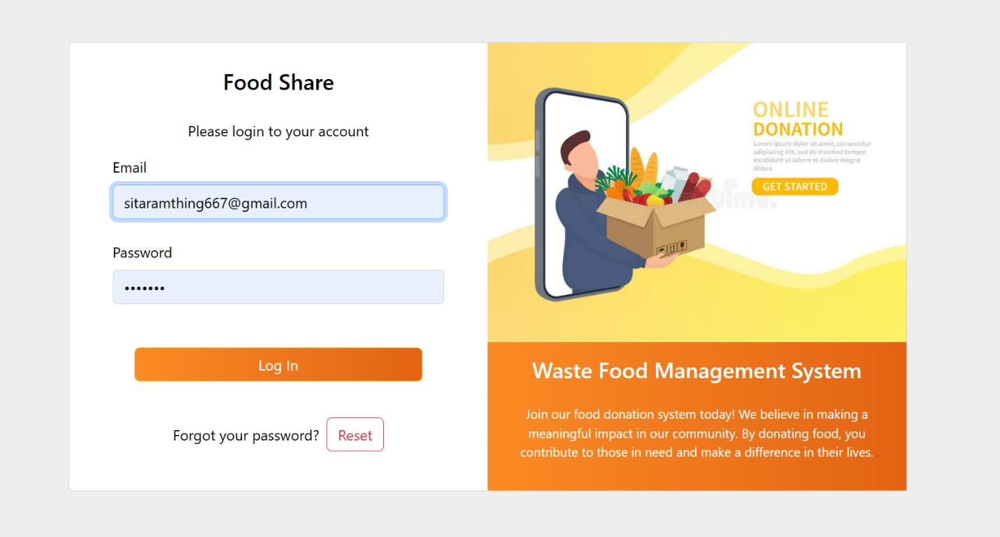 Food Share
Please login to your account
Email
sitaramthing667@gmail.com
Password
•••••••
Log In
Forgot your password? Reset
ONLINE
DONATION
Lorem ipsum dolor sit amet, consectetur
adipiscing elit, sed do eiusmod tempor
incididunt ut labore et dolore magna
aliqua.
GET STARTED
Waste Food Management System
Join our food donation system today! We believe in making a
meaningful impact in our community. By donating food, you
contribute to those in need and make a difference in their lives.